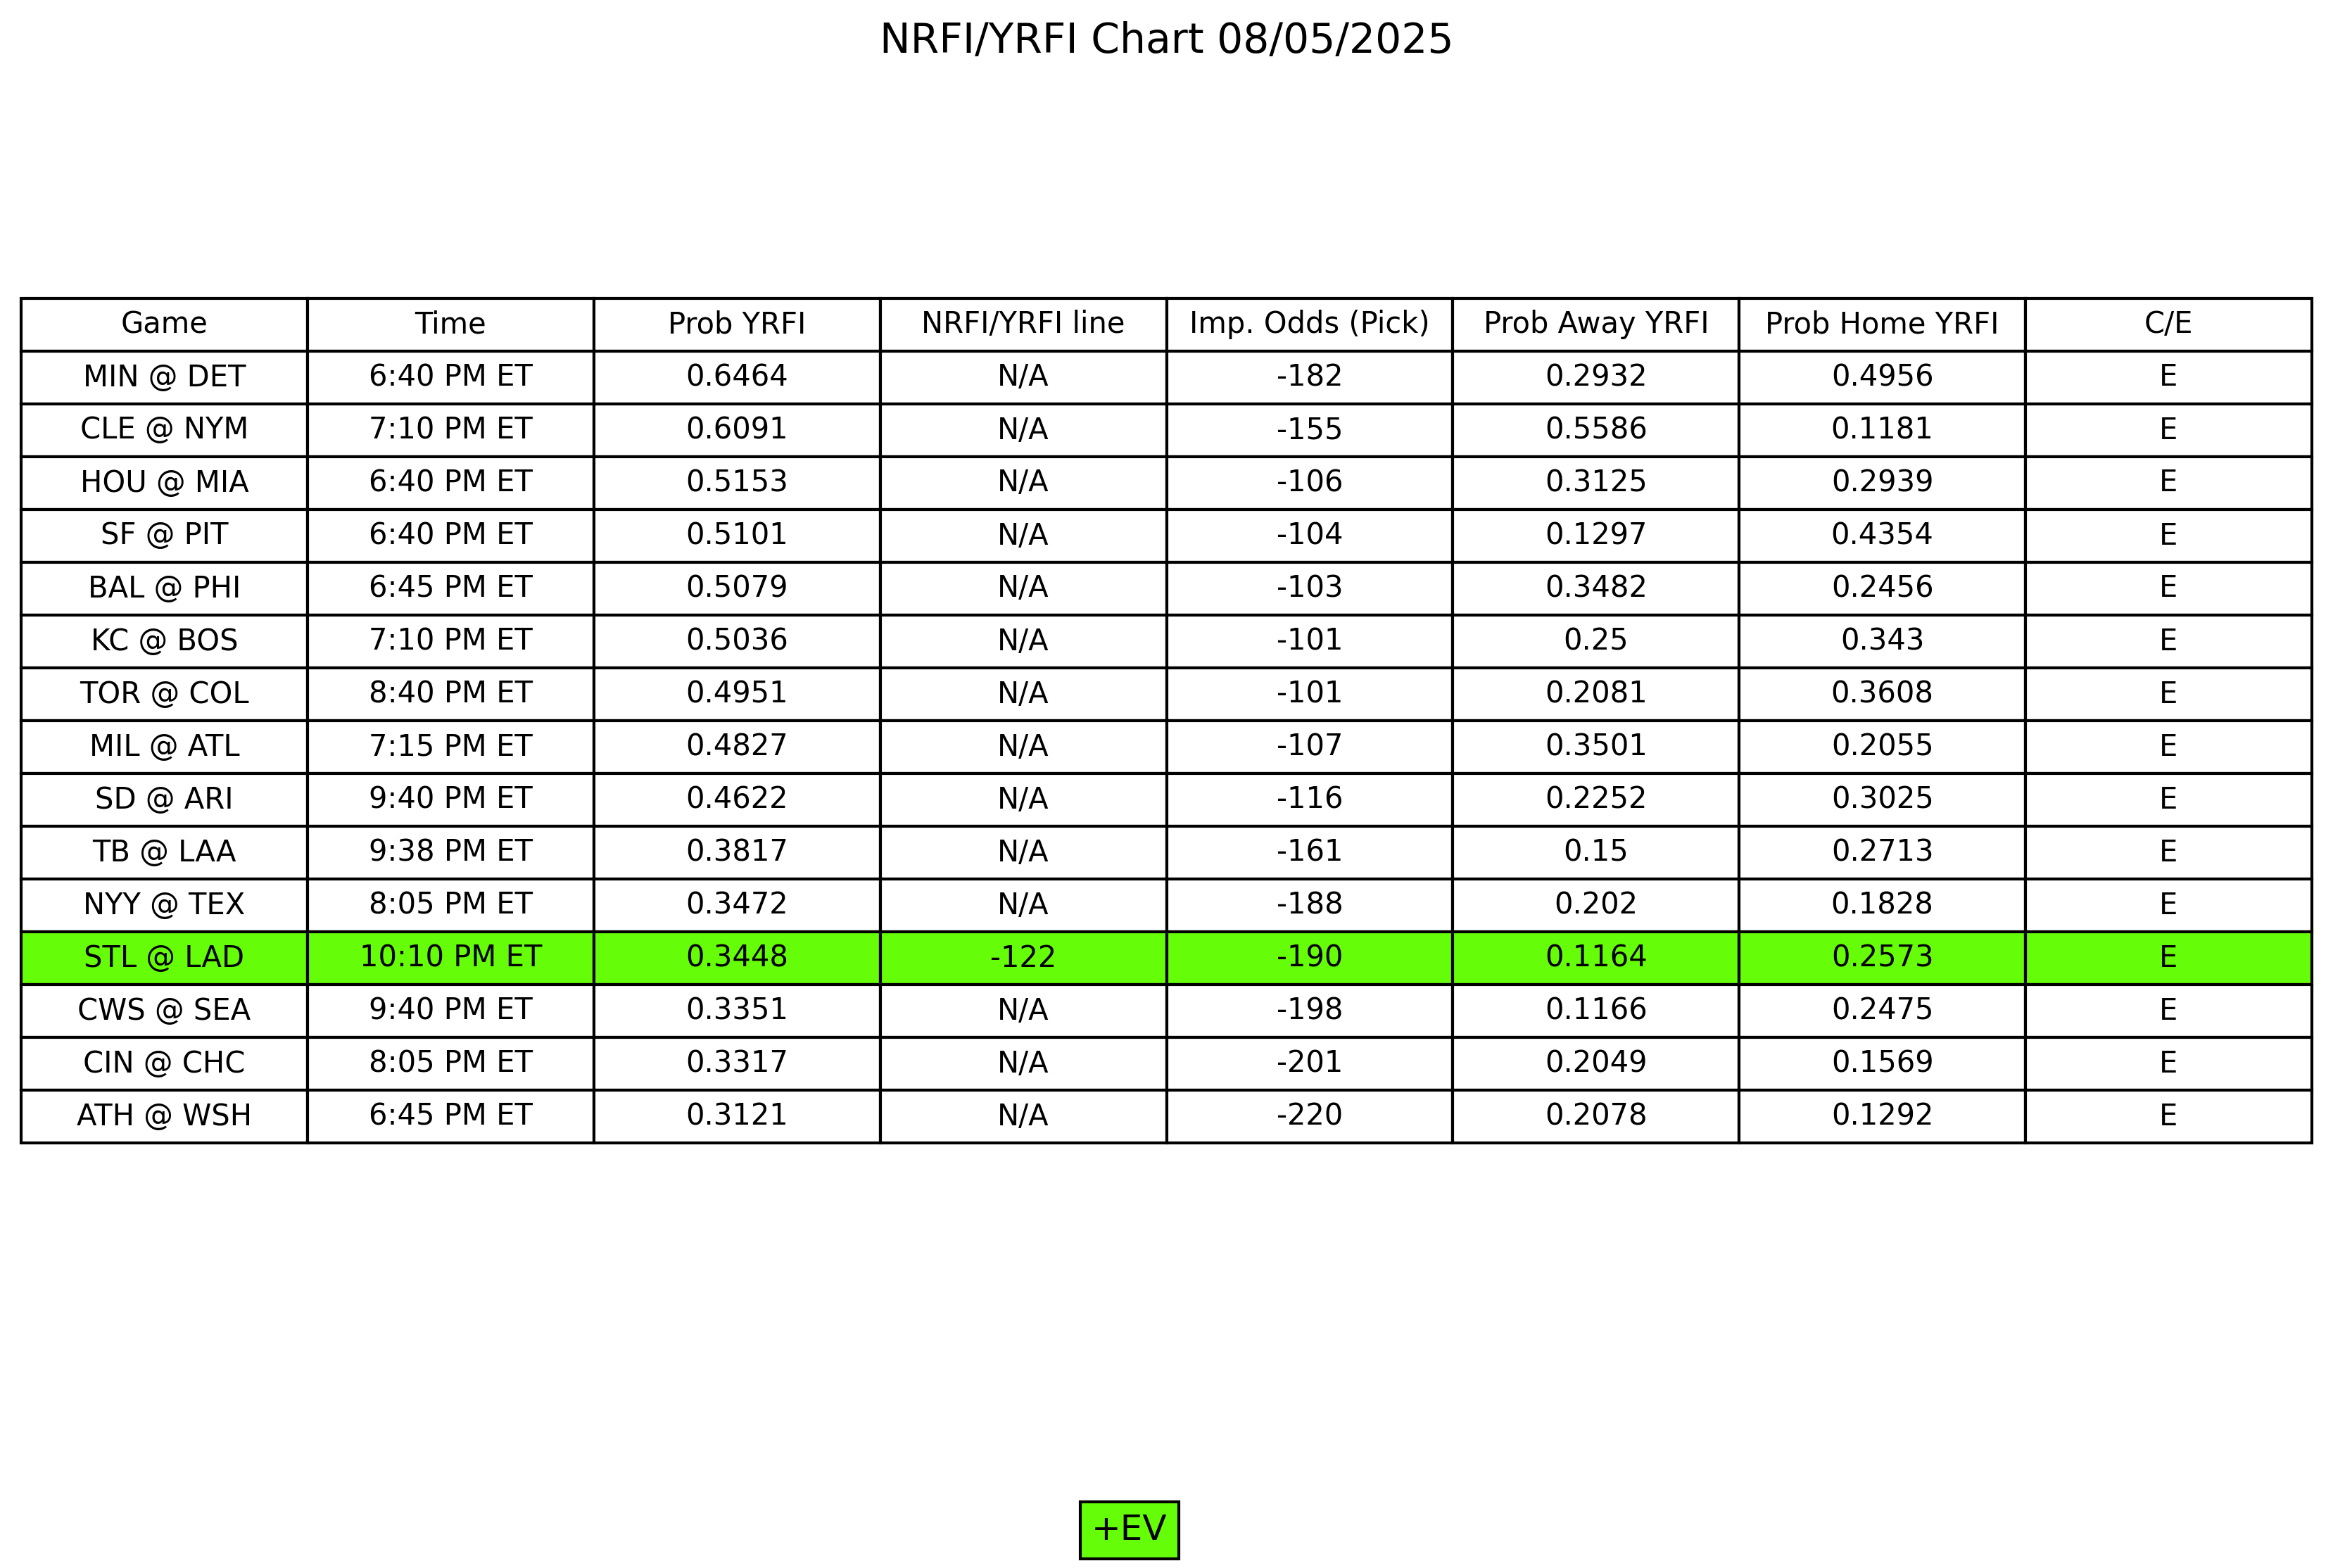 NRFI/YRFI Chart 08/05/2025
Game Time Prob YRFI NRFI/YRFI line Imp. Odds (Pick) Prob Away YRFI Prob Home YRFI C/E
MIN @ DET 6:40 PM ET 0.6464 N/A -182 0.2932 0.4956 E
CLE @ NYM 7:10 PM ET 0.6091 N/A -155 0.5586 0.1181 E
HOU @ MIA 6:40 PM ET 0.5153 N/A -106 0.3125 0.2939 E
SF @ PIT 6:40 PM ET 0.5101 N/A -104 0.1297 0.4354 E
BAL @ PHI 6:45 PM ET 0.5079 N/A -103 0.3482 0.2456 E
KC @ BOS 7:10 PM ET 0.5036 N/A -101 0.25 0.343 E
TOR @ COL 8:40 PM ET 0.4951 N/A -101 0.2081 0.3608 E
MIL @ ATL 7:15 PM ET 0.4827 N/A -107 0.3501 0.2055 E
SD @ ARI 9:40 PM ET 0.4622 N/A -116 0.2252 0.3025 E
TB @ LAA 9:38 PM ET 0.3817 N/A -161 0.15 0.2713 E
NYY @ TEX 8:05 PM ET 0.3472 N/A -188 0.202 0.1828 E
STL @ LAD 10:10 PM ET 0.3448 -122 -190 0.1164 0.2573 E
CWS @ SEA 9:40 PM ET 0.3351 N/A -198 0.1166 0.2475 E
CIN @ CHC 8:05 PM ET 0.3317 N/A -201 0.2049 0.1569 E
ATH @ WSH 6:45 PM ET 0.3121 N/A -220 0.2078 0.1292 E
+EV